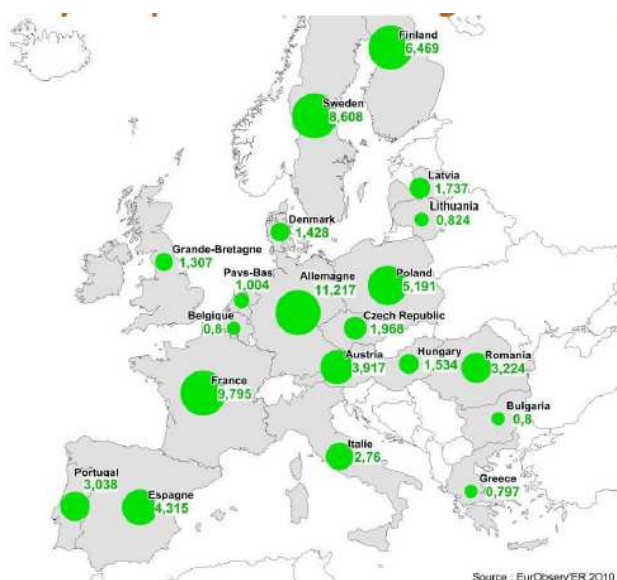 Finland
6,469
Sweden
8,608
Latvia
1,737
Lithuania
0,824
Denmark
1,428
Grande-Bretagne
1,307
Pays-Bas
1,004
Allemagne
11,217
Poland
5,191
Belgique
0,8
Czech Republic
1,968
Austria
3,917
Hungary
1,534
Romania
3,224
France
9,795
Bulgaria
0,8
Italie
2,76
Portugal
3,038
Espagne
4,315
Greece
0,797
Source : EurObserv'ER 2010